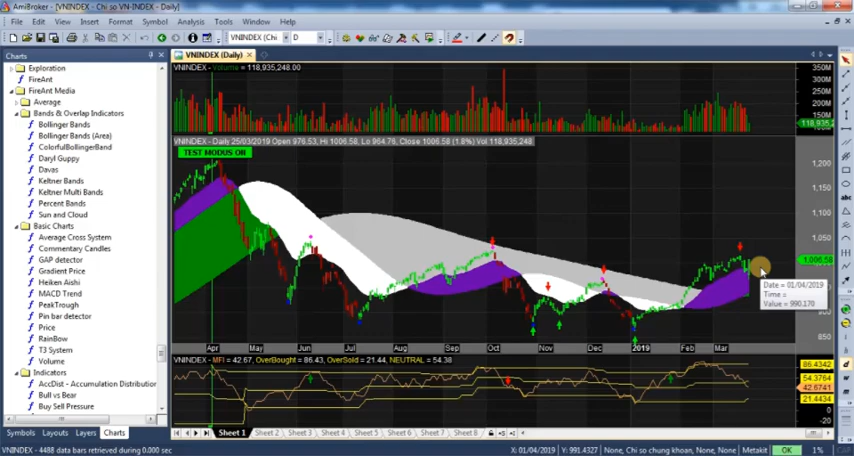 AmiBroker - [VNINDEX - Chi so VN-INDEX - Daily]
File Edit View Insert Format Symbol Analysis Tools Window Help
VNINDEX (Chi D
Charts
VNINDEX (Daily)
Exploration
FireAnt
FireAnt Media
Average
Bands & Overlap Indicators
Bollinger Bands
Bollinger Bands (Area)
ColorfulBollingerBand
Daryl Guppy
Davas
Keltner Bands
Keltner Multi Bands
Percent Bands
Sun and Cloud
Basic Charts
Average Cross System
Commentary Candles
GAP detector
Gradient Price
Heiken Aishi
MACD Trend
PeakTrough
Pin bar detector
Price
RainBow
T3 System
Volume
Indicators
AccDist - Accumulation Distribution
Bull vs Bear
Buy Sell Pressure
Symbols Layouts Layers Charts
VNINDEX - Volume = 118,935,248.00
350M
300M
250M
200M
150M
118,935,2
50M
VNINDEX - Daily 25/03/2019 Open 976.53, Hi 1006.58, Lo 964.76, Close 1006.58 (1.8%) Vol 118,935,248
TEST MODUS ON
1,200
1,150
1,100
1,050
1,006.58
950
900
850
Date = 01/04/2019
Time =
Value = 990.170
Apr May Jun Jul Aug Sep Oct Nov Dec 2019 Feb Mar
VNINDEX - MFI = 42.67, OverBought = 86.43, OverSold = 21.44, NEUTRAL = 54.38
86.4342
54.3764
42.6741
21.4434
0
-20
Sheet 1 Sheet 2 Sheet 3 Sheet 4 Sheet 5 Sheet 6 Sheet 7 Sheet 8
VNINDEX - 4488 data bars retrieved during 0.000 sec
X: 01/04/2019 Y: 991.4327 None, Chi so chung khoan, None, None Metakit OK 1% CAP